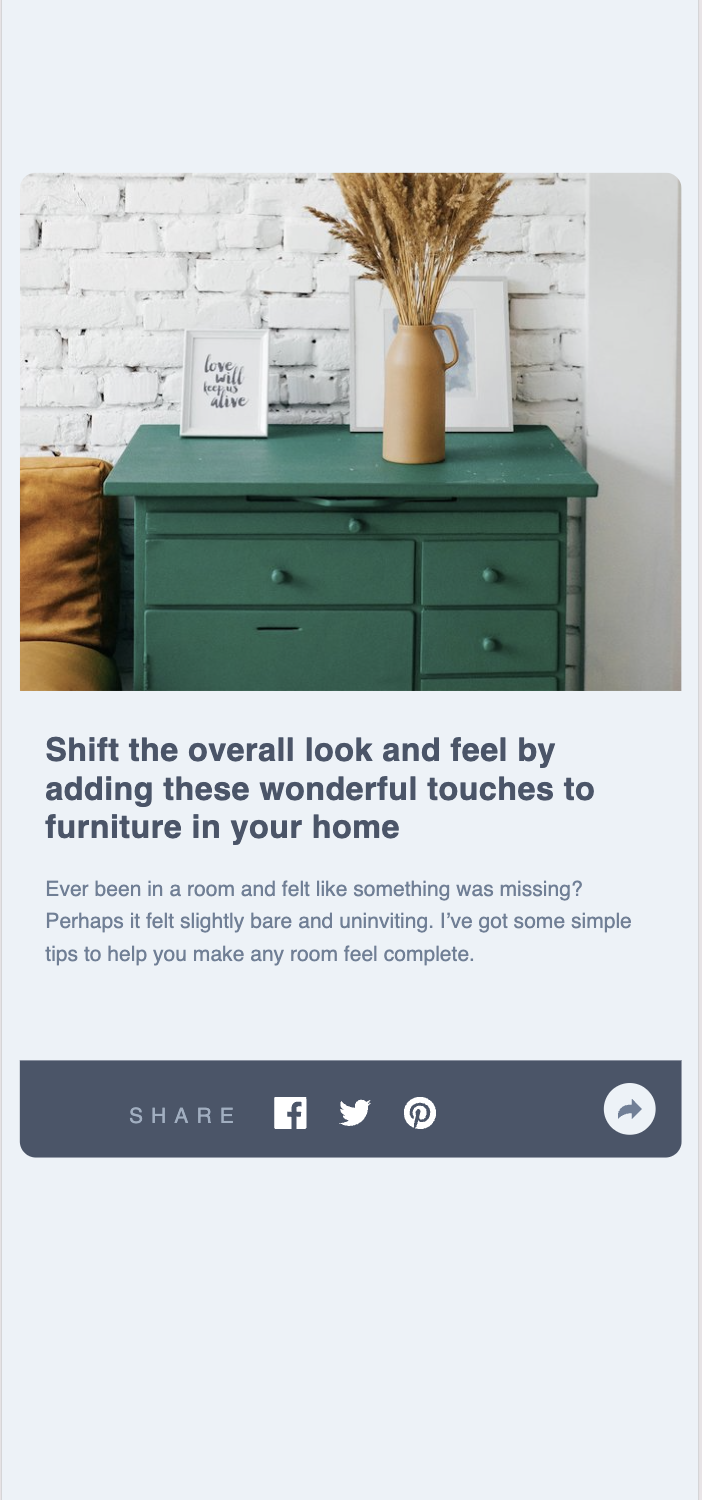 love
will
keep us
alive
Shift the overall look and feel by
adding these wonderful touches to
furniture in your home
Ever been in a room and felt like something was missing?
Perhaps it felt slightly bare and uninviting. I’ve got some simple
tips to help you make any room feel complete.
SHARE